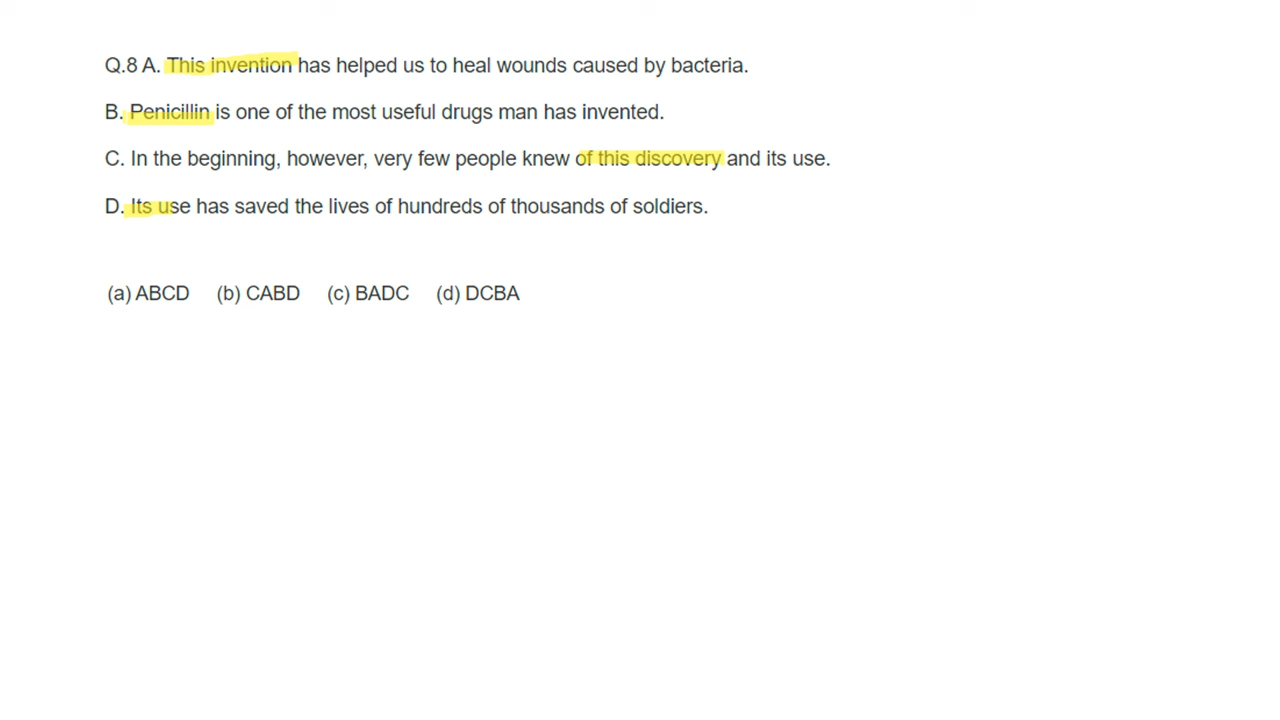 Q.8 A. This invention has helped us to heal wounds caused by bacteria.
B. Penicillin is one of the most useful drugs man has invented.
C. In the beginning, however, very few people knew of this discovery and its use.
D. Its use has saved the lives of hundreds of thousands of soldiers.
(a) ABCD (b) CABD (c) BADC (d) DCBA